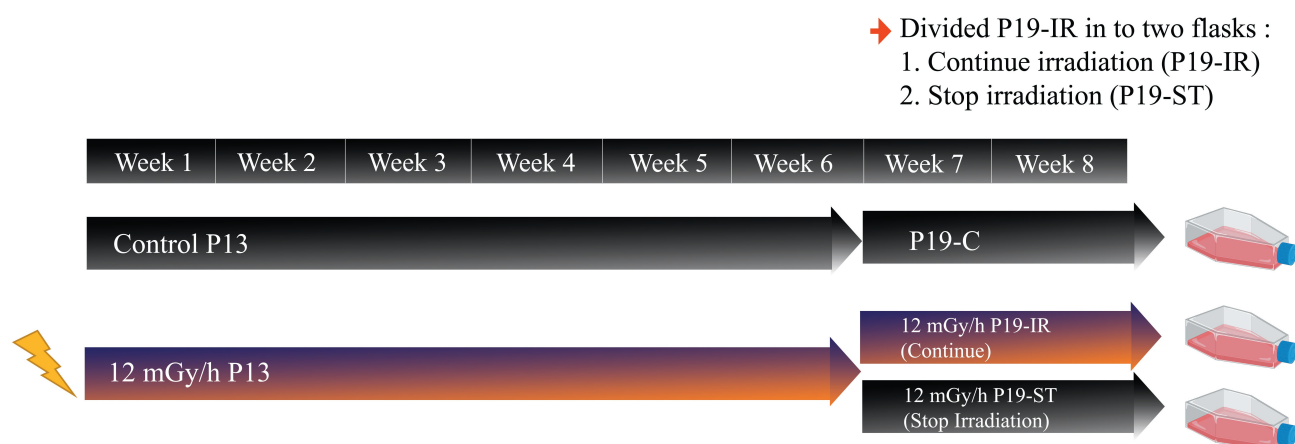 Divided P19-IR in to two flasks :
1. Continue irradiation (P19-IR)
2. Stop irradiation (P19-ST)
Week 1 Week 2 Week 3 Week 4 Week 5 Week 6 Week 7 Week 8
Control P13
P19-C
12 mGy/h P13
12 mGy/h P19-IR
(Continue)
12 mGy/h P19-ST
(Stop Irradiation)